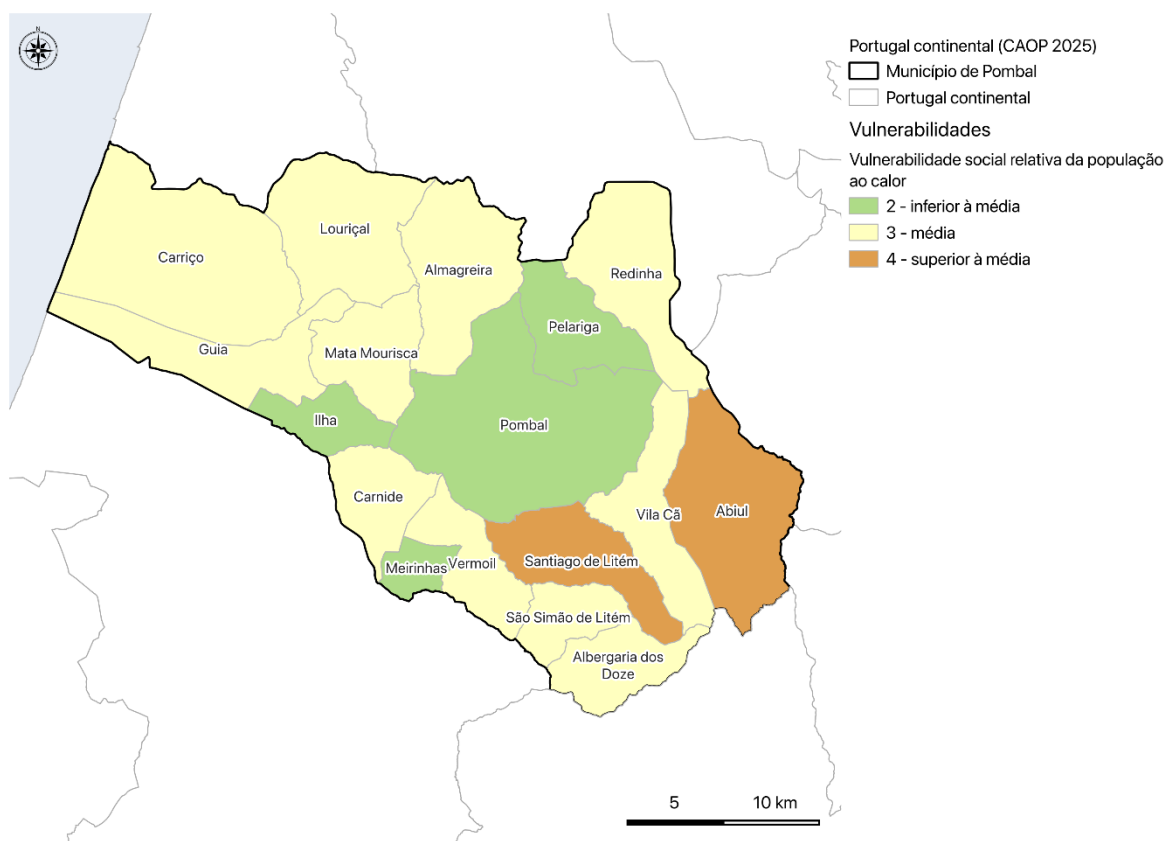 N
Portugal continental (CAOP 2025)
Município de Pombal
Portugal continental
Vulnerabilidades
Vulnerabilidade social relativa da população
ao calor
2 - inferior à média
3 - média
4 - superior à média
Louriçal
Carriço
Almagreira
Redinha
Pelariga
Guia
Mata Mourisca
Ilha
Pombal
Carnide
Vila Cã
Abiul
Santiago de Litém
Meirinhas
Vermoil
São Simão de Litém
Albergaria dos
Doze
5
10 km